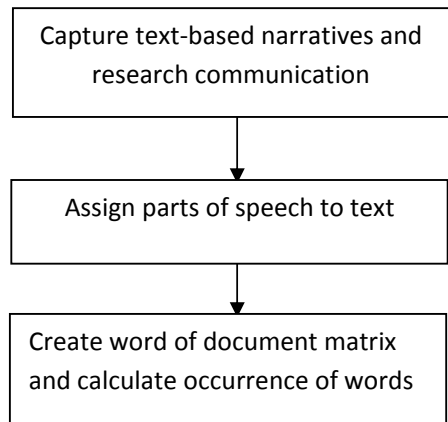 Capture text-based narratives and
research communication
Assign parts of speech to text
Create word of document matrix
and calculate occurrence of words